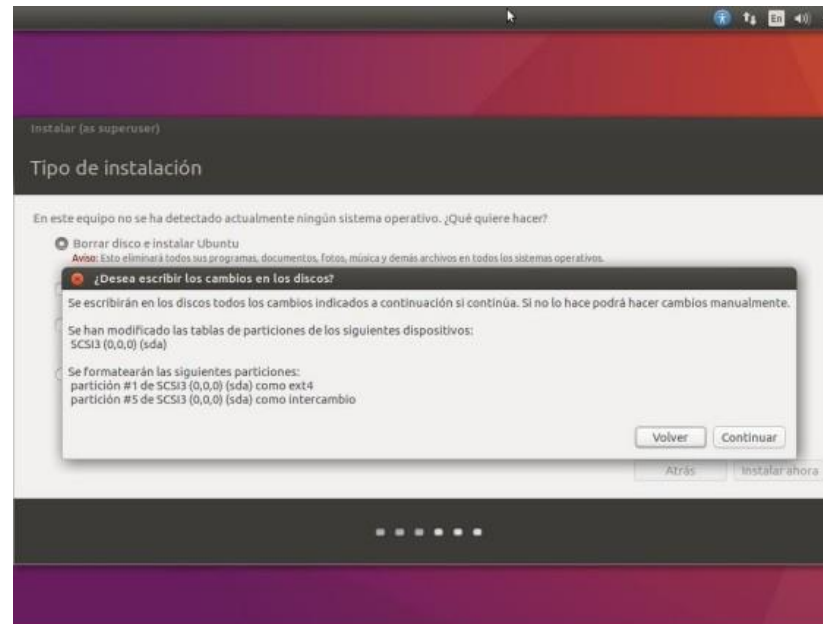 En
Instalar (as superuser)
Tipo de instalación
En este equipo no se ha detectado actualmente ningún sistema operativo. ¿Qué quiere hacer?
Borrar disco e instalar Ubuntu
Aviso: Esto eliminará todos sus programas, documentos, fotos, música y demás archivos en todos los sistemas operativos.
¿Desea escribir los cambios en los discos?
Se escribirán en los discos todos los cambios indicados a continuación si continúa. Si no lo hace podrá hacer cambios manualmente.
Se han modificado las tablas de particiones de los siguientes dispositivos:
SCSI3 (0,0,0) (sda)
Se formatearán las siguientes particiones:
partición #1 de SCSI3 (0,0,0) (sda) como ext4
partición #5 de SCSI3 (0,0,0) (sda) como intercambio
Volver Continuar
Atrás Instalar ahora